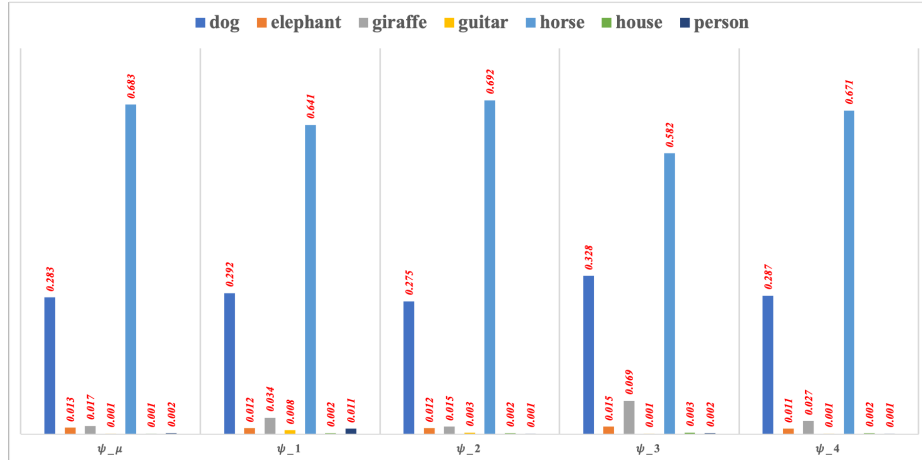 dog elephant giraffe guitar horse house person
0.283 0.013 0.017 0.001 0.683 0.001 0.002
0.292 0.012 0.034 0.008 0.641 0.002 0.011
0.275 0.012 0.015 0.003 0.692 0.002 0.001
0.328 0.015 0.069 0.001 0.582 0.003 0.002
0.287 0.011 0.027 0.001 0.671 0.002 0.001
ψ_μ ψ_1 ψ_2 ψ_3 ψ_4